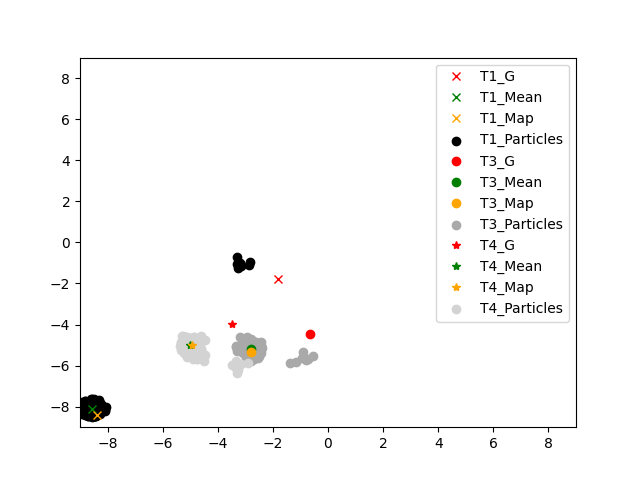 8
6
4
2
0
−2
−4
−6
−8
−8 −6 −4 −2 0 2 4 6 8
T1_G
T1_Mean
T1_Map
T1_Particles
T3_G
T3_Mean
T3_Map
T3_Particles
T4_G
T4_Mean
T4_Map
T4_Particles